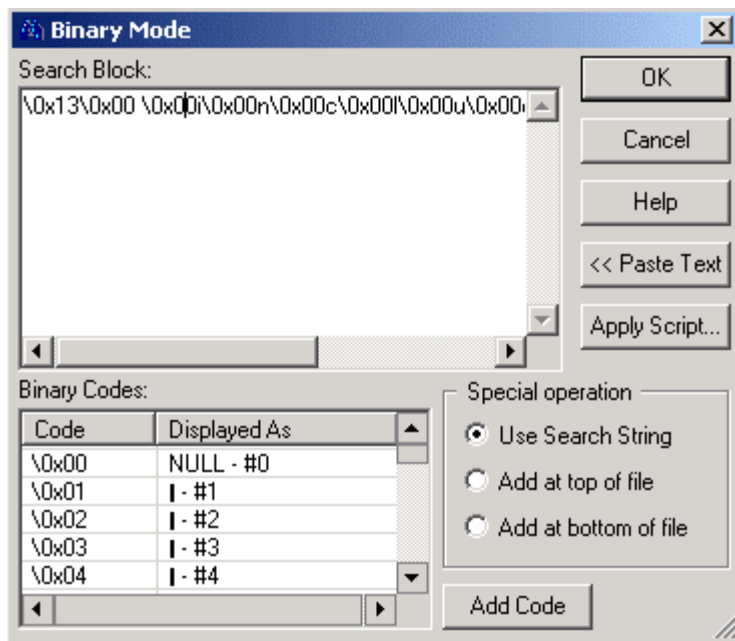 Binary Mode
Search Block:
\0x13\0x00 \0x00i\0x00n\0x00c\0x00l\0x00u\0x00
OK
Cancel
Help
<< Paste Text
Apply Script...
Binary Codes:
Code Displayed As
\0x00 NULL - #0
\0x01 - #1
\0x02 - #2
\0x03 - #3
\0x04 - #4
Special operation
Use Search String
Add at top of file
Add at bottom of file
Add Code